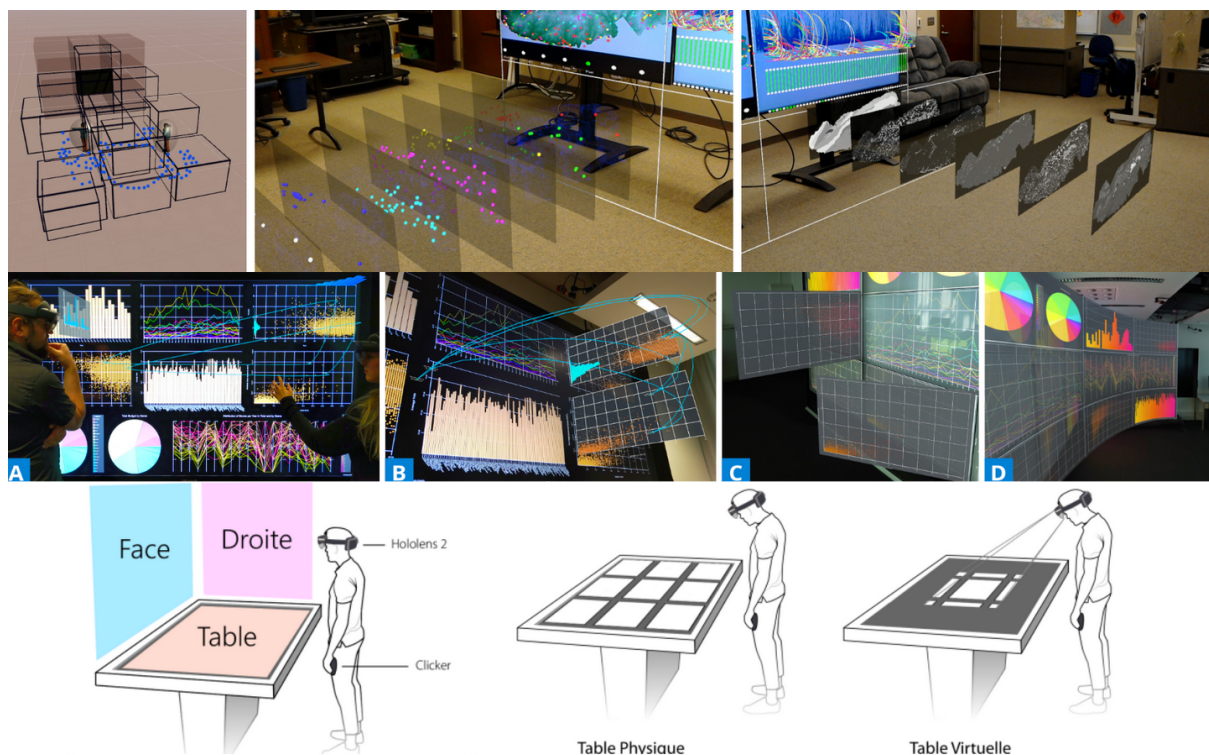 A
B
C
D
Face
Droite
Hololens 2
Table
Clicker
Table Physique
Table Virtuelle